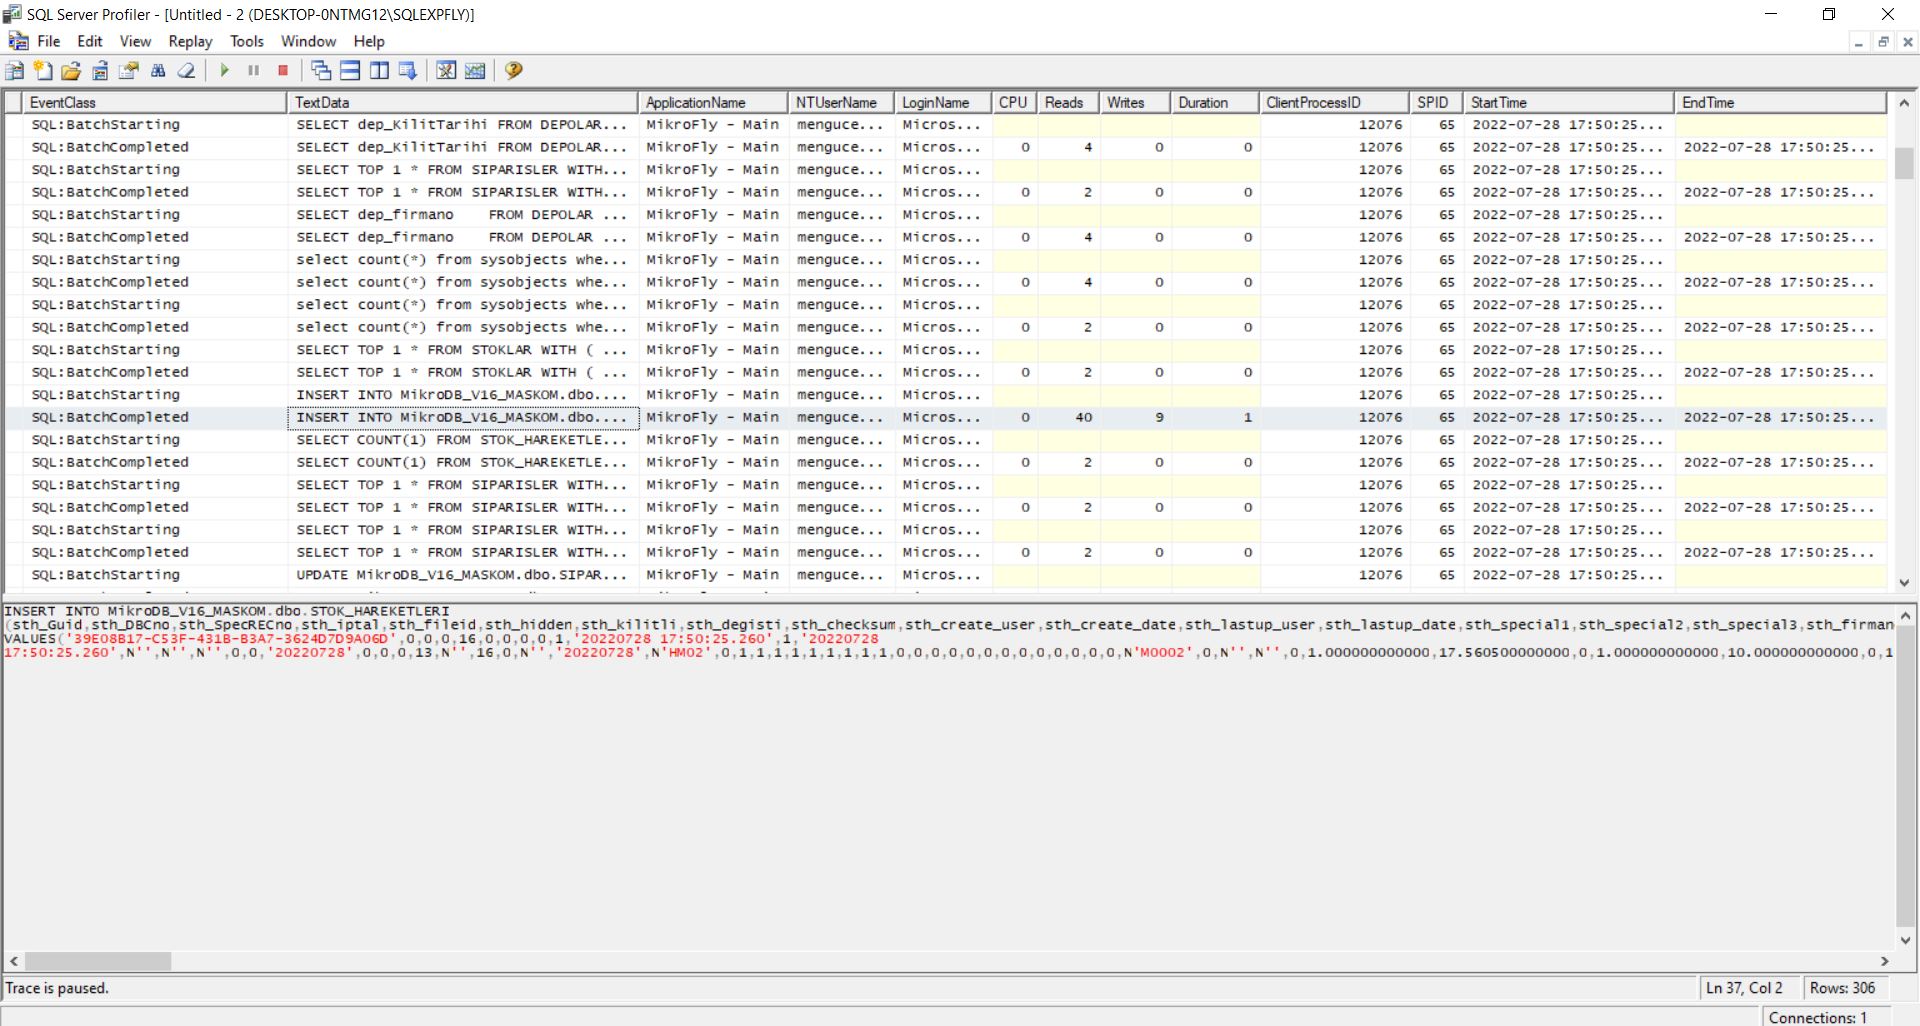 SQL Server Profiler - [Untitled - 2 (DESKTOP-0NTMG12\SQLEXPFLY)]
File Edit View Replay Tools Window Help
EventClass TextData ApplicationName NTUserName LoginName CPU Reads Writes Duration ClientProcessID SPID StartTime EndTime
SQL:BatchStarting SELECT dep_KilitTarihi FROM DEPOLAR... MikroFly - Main menguce... Micros... 12076 65 2022-07-28 17:50:25...
SQL:BatchCompleted SELECT dep_KilitTarihi FROM DEPOLAR... MikroFly - Main menguce... Micros... 0 4 0 0 12076 65 2022-07-28 17:50:25... 2022-07-28 17:50:25...
SQL:BatchStarting SELECT TOP 1 * FROM SIPARISLER WITH... MikroFly - Main menguce... Micros... 12076 65 2022-07-28 17:50:25...
SQL:BatchCompleted SELECT TOP 1 * FROM SIPARISLER WITH... MikroFly - Main menguce... Micros... 0 2 0 0 12076 65 2022-07-28 17:50:25... 2022-07-28 17:50:25...
SQL:BatchStarting SELECT dep_firmano FROM DEPOLAR ... MikroFly - Main menguce... Micros... 12076 65 2022-07-28 17:50:25...
SQL:BatchCompleted SELECT dep_firmano FROM DEPOLAR ... MikroFly - Main menguce... Micros... 0 4 0 0 12076 65 2022-07-28 17:50:25... 2022-07-28 17:50:25...
SQL:BatchStarting select count(*) from sysobjects whe... MikroFly - Main menguce... Micros... 12076 65 2022-07-28 17:50:25...
SQL:BatchCompleted select count(*) from sysobjects whe... MikroFly - Main menguce... Micros... 0 4 0 0 12076 65 2022-07-28 17:50:25... 2022-07-28 17:50:25...
SQL:BatchStarting select count(*) from sysobjects whe... MikroFly - Main menguce... Micros... 12076 65 2022-07-28 17:50:25...
SQL:BatchCompleted select count(*) from sysobjects whe... MikroFly - Main menguce... Micros... 0 2 0 0 12076 65 2022-07-28 17:50:25... 2022-07-28 17:50:25...
SQL:BatchStarting SELECT TOP 1 * FROM STOKLAR WITH ( ... MikroFly - Main menguce... Micros... 12076 65 2022-07-28 17:50:25...
SQL:BatchCompleted SELECT TOP 1 * FROM STOKLAR WITH ( ... MikroFly - Main menguce... Micros... 0 2 0 0 12076 65 2022-07-28 17:50:25... 2022-07-28 17:50:25...
SQL:BatchStarting INSERT INTO MikroDB_V16_MASKOM.dbo.... MikroFly - Main menguce... Micros... 12076 65 2022-07-28 17:50:25...
SQL:BatchCompleted INSERT INTO MikroDB_V16_MASKOM.dbo.... MikroFly - Main menguce... Micros... 0 40 9 1 12076 65 2022-07-28 17:50:25... 2022-07-28 17:50:25...
SQL:BatchStarting SELECT COUNT(1) FROM STOK_HAREKETLE... MikroFly - Main menguce... Micros... 12076 65 2022-07-28 17:50:25...
SQL:BatchCompleted SELECT COUNT(1) FROM STOK_HAREKETLE... MikroFly - Main menguce... Micros... 0 2 0 0 12076 65 2022-07-28 17:50:25... 2022-07-28 17:50:25...
SQL:BatchStarting SELECT TOP 1 * FROM SIPARISLER WITH... MikroFly - Main menguce... Micros... 12076 65 2022-07-28 17:50:25...
SQL:BatchCompleted SELECT TOP 1 * FROM SIPARISLER WITH... MikroFly - Main menguce... Micros... 0 2 0 0 12076 65 2022-07-28 17:50:25... 2022-07-28 17:50:25...
SQL:BatchStarting SELECT TOP 1 * FROM SIPARISLER WITH... MikroFly - Main menguce... Micros... 12076 65 2022-07-28 17:50:25...
SQL:BatchCompleted SELECT TOP 1 * FROM SIPARISLER WITH... MikroFly - Main menguce... Micros... 0 2 0 0 12076 65 2022-07-28 17:50:25... 2022-07-28 17:50:25...
SQL:BatchStarting UPDATE MikroDB_V16_MASKOM.dbo.SIPAR... MikroFly - Main menguce... Micros... 12076 65 2022-07-28 17:50:25...
INSERT INTO MikroDB_V16_MASKOM.dbo.STOK_HAREKETLERI
(sth_Guid,sth_DBCno,sth_SpecRECno,sth_iptal,sth_fileid,sth_hidden,sth_kilitli,sth_degisti,sth_checksum,sth_create_user,sth_create_date,sth_lastup_user,sth_lastup_date,sth_special1,sth_special2,sth_special3,sth_firman
VALUES('39E08B17-C53F-431B-B3A7-3624D7D9A06D',0,0,0,16,0,0,0,0,1,'20220728 17:50:25.260',1,'20220728
17:50:25.260',N'',N'',N'',0,0,'20220728',0,0,0,13,N'',16,0,N'','20220728',N'HM02',0,1,1,1,1,1,1,1,1,1,0,0,0,0,0,0,0,0,0,0,0,0,0,N'M0002',0,N'',N'',0,1.000000000000,17.560500000000,0,1.000000000000,10.000000000000,0,1
Trace is paused.
Ln 37, Col 2 Rows: 306
Connections: 1